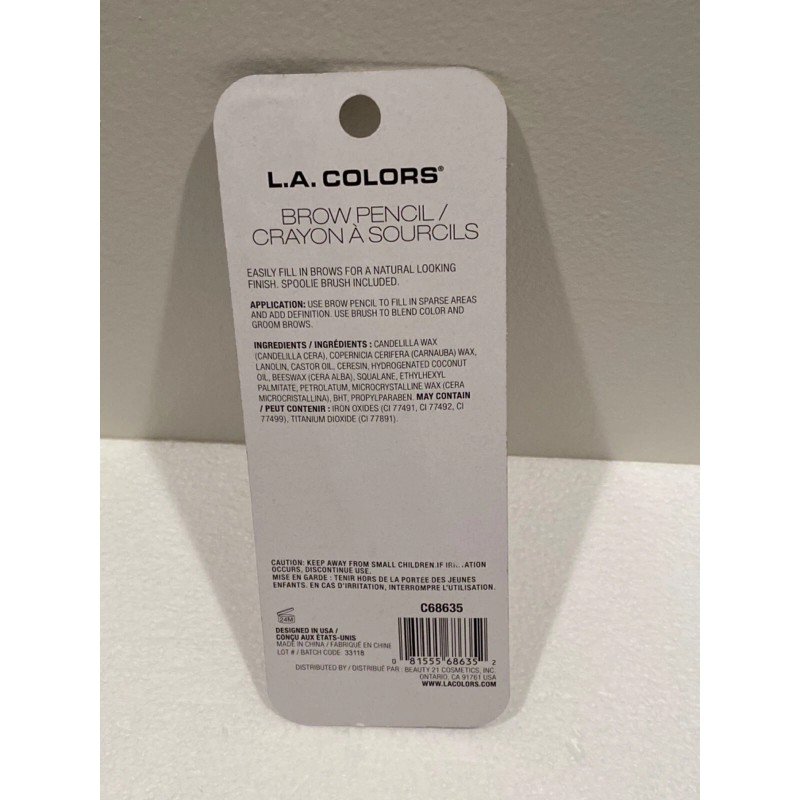 L.A. COLORS®
BROW PENCIL /
CRAYON À SOURCILS
EASILY FILL IN BROWS FOR A NATURAL LOOKING
FINISH. SPOOLIE BRUSH INCLUDED.
APPLICATION: USE BROW PENCIL TO FILL IN SPARSE AREAS
AND ADD DEFINITION. USE BRUSH TO BLEND COLOR AND
GROOM BROWS.
INGREDIENTS / INGRÉDIENTS : CANDELILLA WAX
(CANDELILLA CERA), COPERNICIA CERIFERA (CARNAUBA) WAX,
LANOLIN, CASTOR OIL, CERESIN, HYDROGENATED COCONUT
OIL, BEESWAX (CERA ALBA), SQUALANE, ETHYLHEXYL
PALMITATE, PETROLATUM, MICROCRYSTALLINE WAX (CERA
MICROCRISTALLINA), BHT, PROPYLPARABEN. MAY CONTAIN
/ PEUT CONTENIR : IRON OXIDES (CI 77491, CI 77492, CI
77499), TITANIUM DIOXIDE (CI 77891).
CAUTION: KEEP AWAY FROM SMALL CHILDREN.IF
OCCURS, DISCONTINUE USE.
MISE EN GARDE : TENIR HORS DE LA PORTEE DES JEUNES
ENFANTS. EN CAS D'IRRITATION, INTERROMPRE L'UTILISATION.
24M
DESIGNED IN USA /
CONÇU AUX ÉTATS-UNIS
MADE IN CHINA / FABRIQUÉ EN CHINE
LOT # / BATCH CODE: 33118
C68635
0 81555 68635 2
DISTRIBUTED BY / DISTRIBUÉ PAR : BEAUTY 21 COSMETICS, INC.
ONTARIO, CA 91761 USA
WWW.LACOLORS.COM